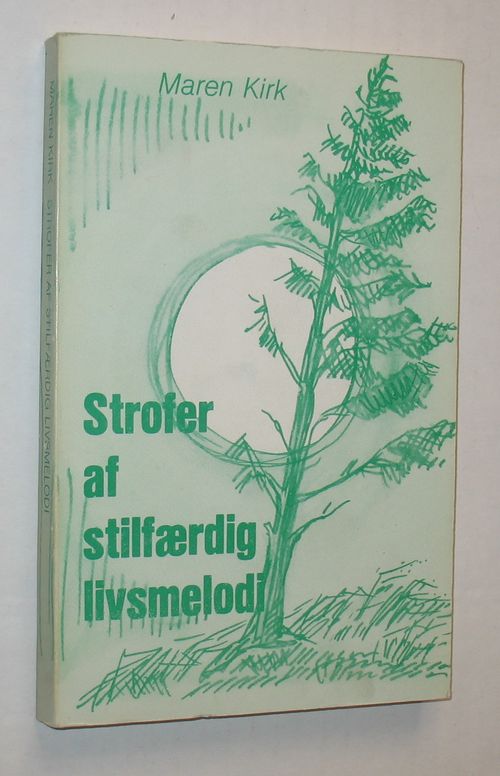 Maren Kirk
Strofer
af
stilfærdig
livsmelodi
MAREN KIRK STROFER AF STILFÆRDIG LIVSMELODI